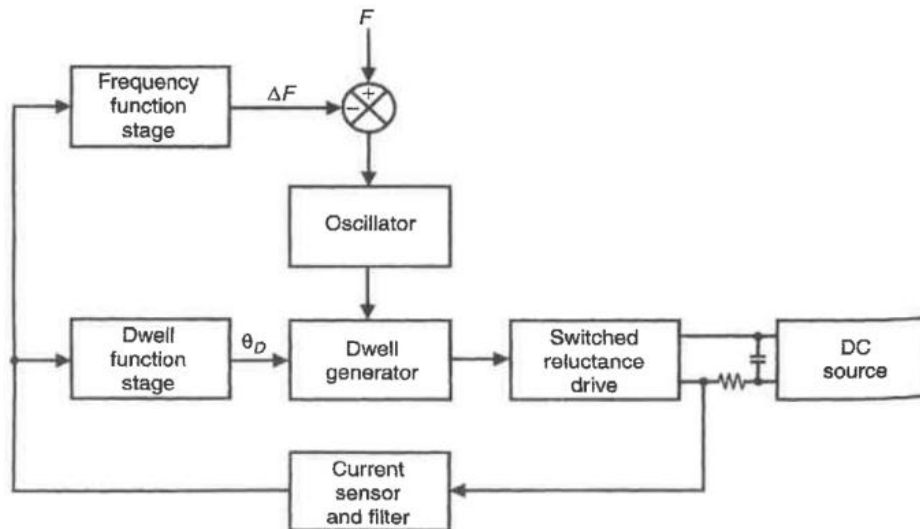 F
Frequency
function
stage
ΔF
+
−
Oscillator
Dwell
function
stage
θD
Dwell
generator
Switched
reluctance
drive
DC
source
Current
sensor
and filter